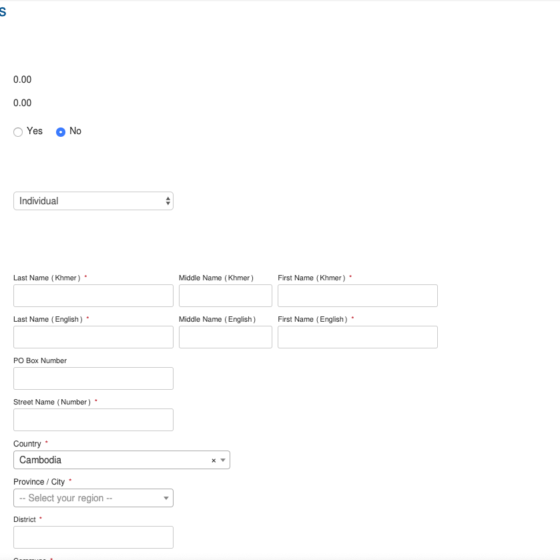 S
0.00
0.00
Yes No
Individual
Last Name ( Khmer ) * Middle Name ( Khmer ) First Name ( Khmer ) *
Last Name ( English ) * Middle Name ( English ) First Name ( English ) *
PO Box Number
Street Name ( Number ) *
Country *
Cambodia ×
Province / City *
-- Select your region --
District *